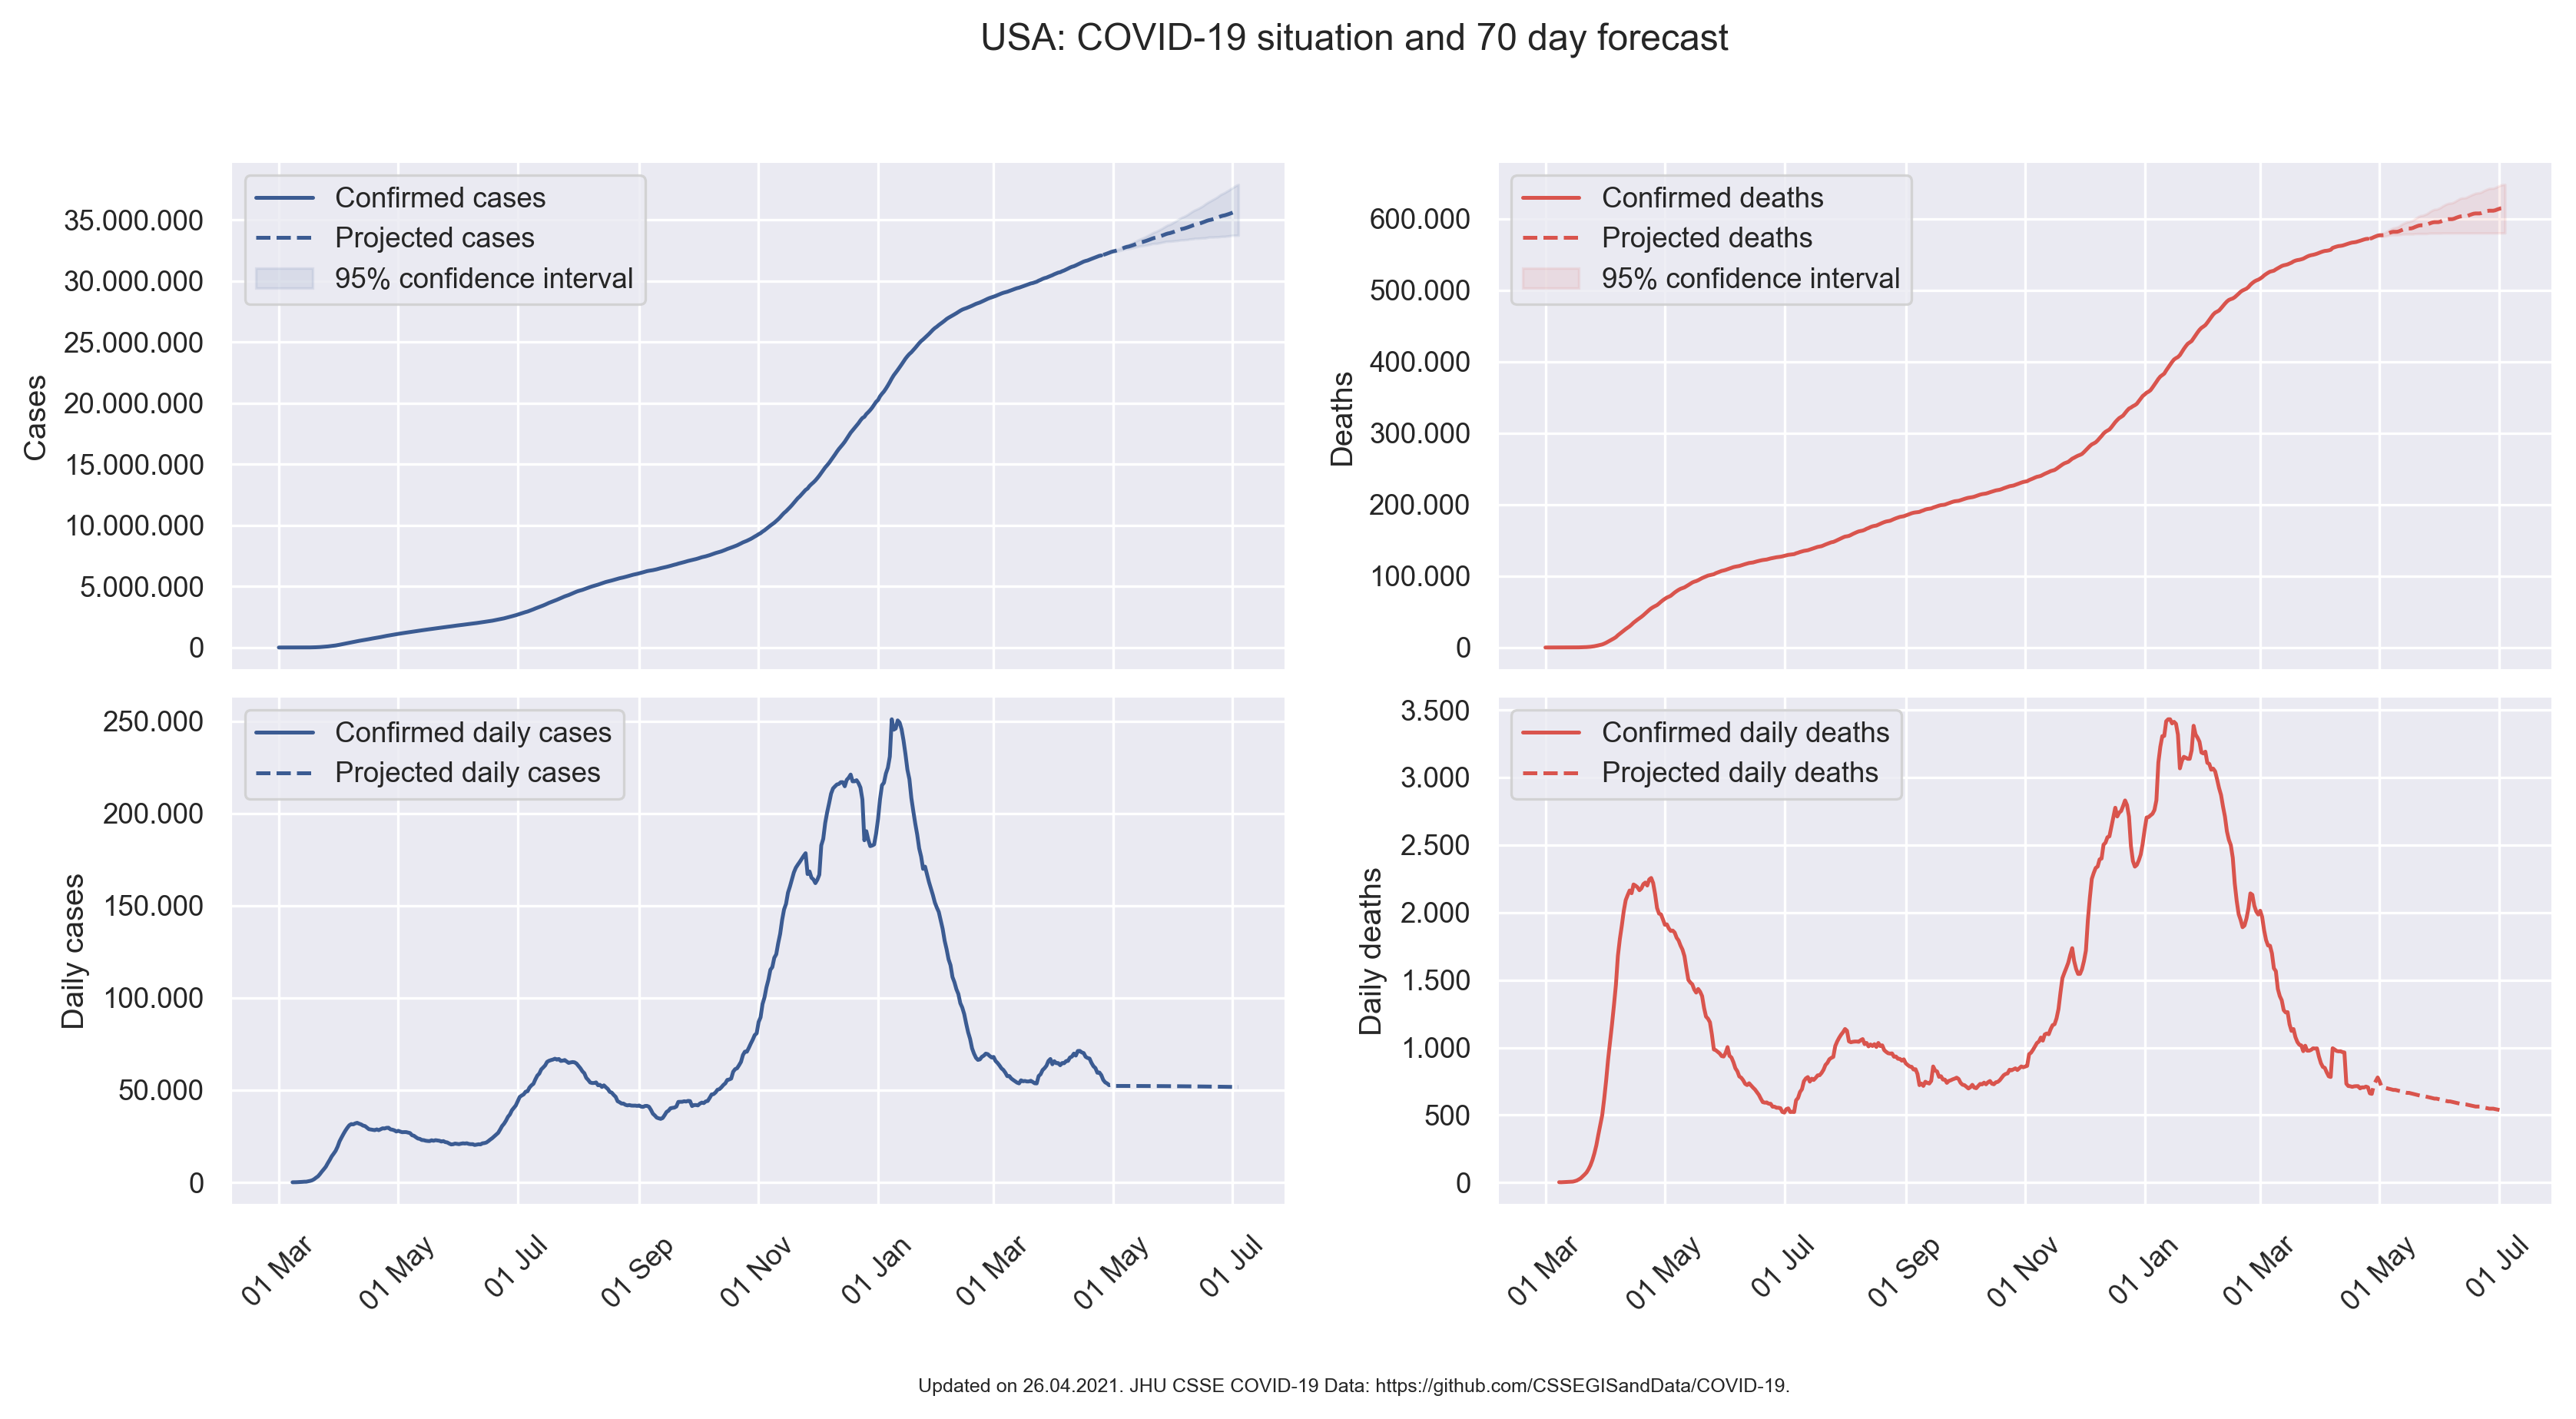 USA: COVID-19 situation and 70 day forecast
Confirmed cases
Projected cases
95% confidence interval
Cases
35.000.000
30.000.000
25.000.000
20.000.000
15.000.000
10.000.000
5.000.000
0
Confirmed deaths
Projected deaths
95% confidence interval
Deaths
600.000
500.000
400.000
300.000
200.000
100.000
0
Confirmed daily cases
Projected daily cases
Daily cases
250.000
200.000
150.000
100.000
50.000
0
01 Mar
01 May
01 Jul
01 Sep
01 Nov
01 Jan
01 Mar
01 May
01 Jul
Confirmed daily deaths
Projected daily deaths
Daily deaths
3.500
3.000
2.500
2.000
1.500
1.000
500
0
01 Mar
01 May
01 Jul
01 Sep
01 Nov
01 Jan
01 Mar
01 May
01 Jul
Updated on 26.04.2021. JHU CSSE COVID-19 Data: https://github.com/CSSEGISandData/COVID-19.